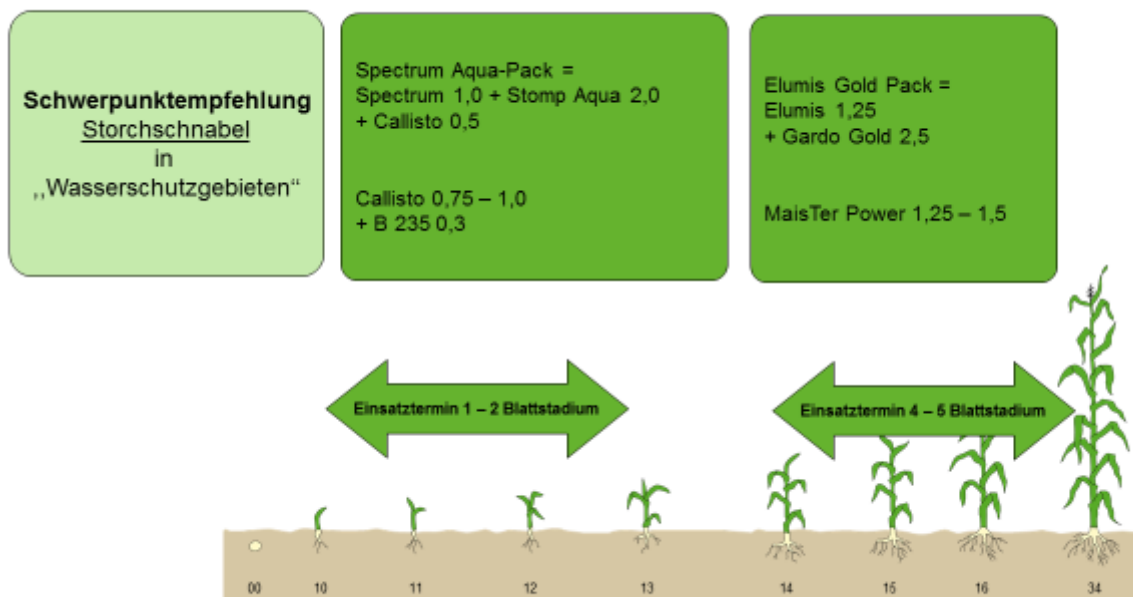 Schwerpunktempfehlung
Storchschnabel
in
,,Wasserschutzgebieten“
Spectrum Aqua-Pack =
Spectrum 1,0 + Stomp Aqua 2,0
+ Callisto 0,5
Callisto 0,75 – 1,0
+ B 235 0,3
Elumis Gold Pack =
Elumis 1,25
+ Gardo Gold 2,5
MaisTer Power 1,25 – 1,5
Einsatztermin 1 – 2 Blattstadium
Einsatztermin 4 – 5 Blattstadium
00 10 11 12 13 14 15 16 34